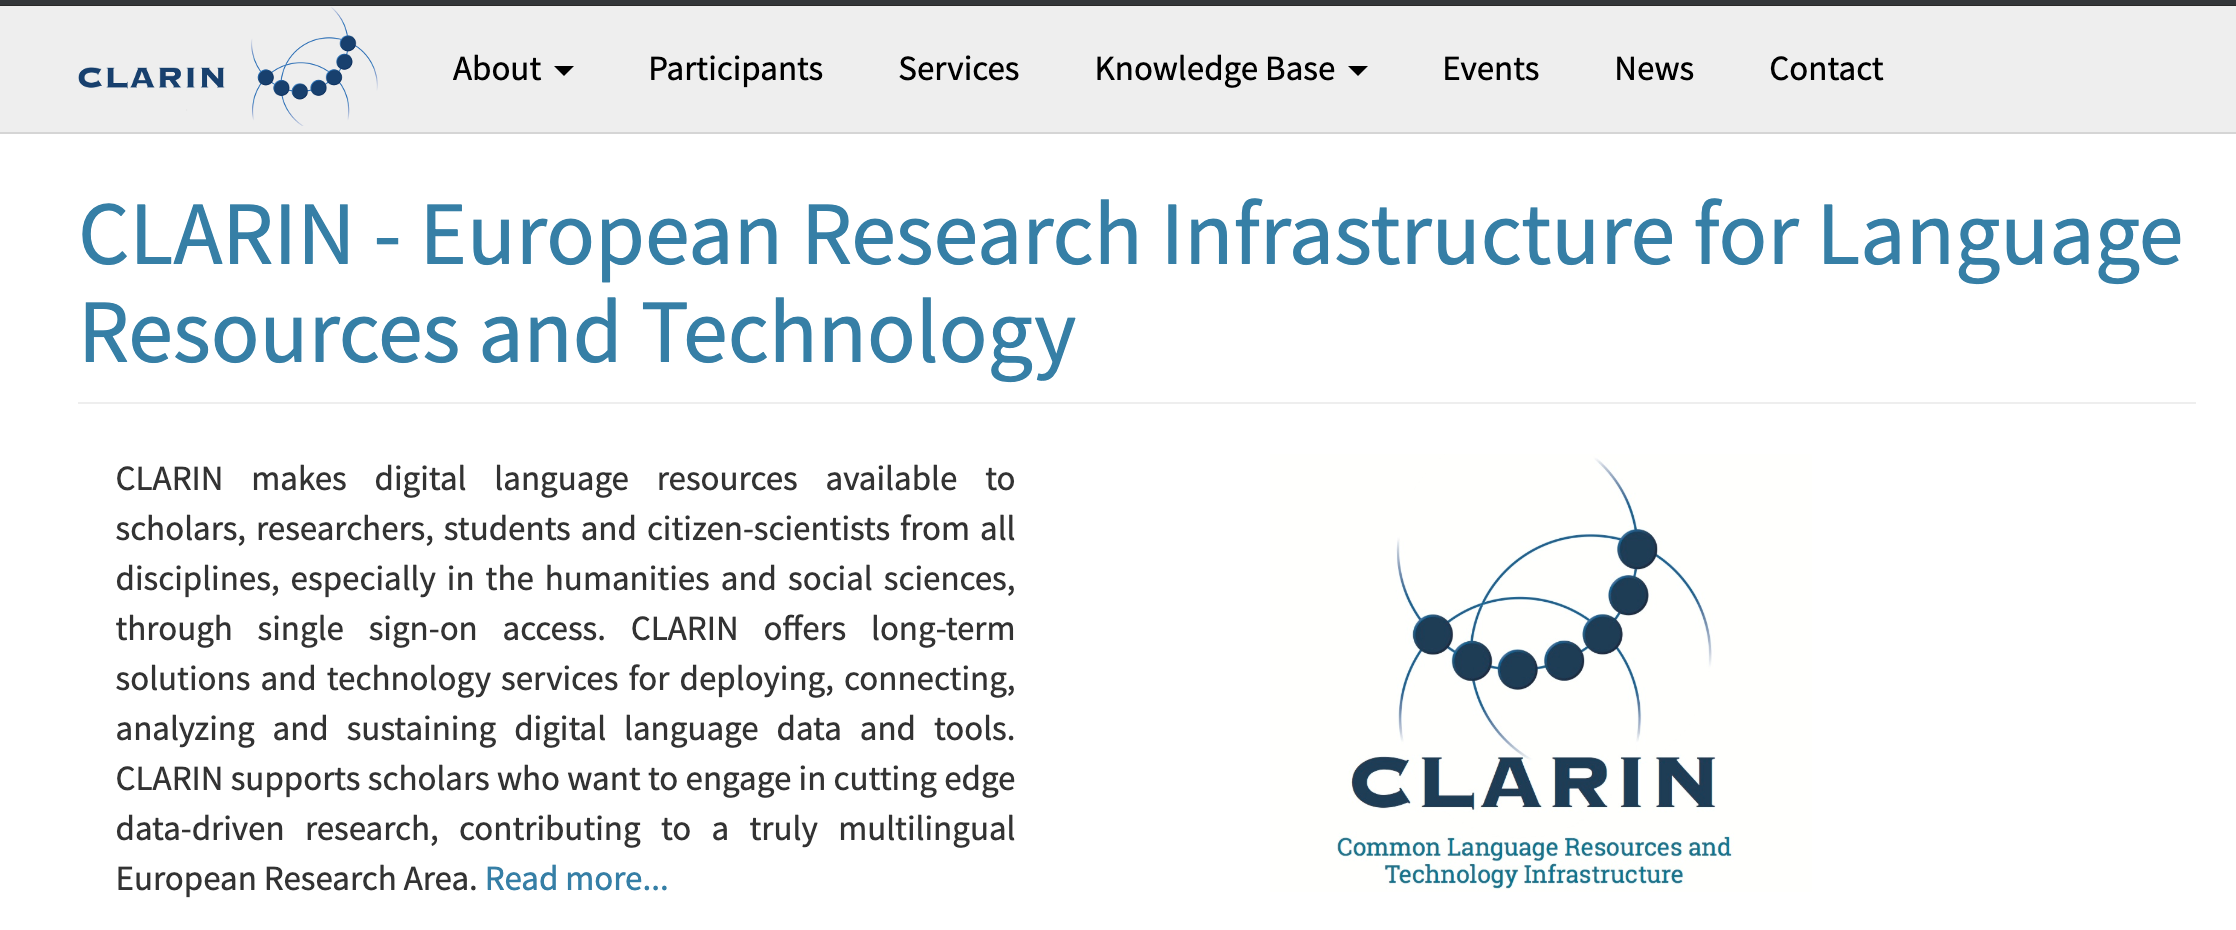 CLARIN
About
Participants
Services
Knowledge Base
Events
News
Contact
CLARIN - European Research Infrastructure for Language
Resources and Technology
CLARIN makes digital language resources available to
scholars, researchers, students and citizen-scientists from all
disciplines, especially in the humanities and social sciences,
through single sign-on access. CLARIN offers long-term
solutions and technology services for deploying, connecting,
analyzing and sustaining digital language data and tools.
CLARIN supports scholars who want to engage in cutting edge
data-driven research, contributing to a truly multilingual
European Research Area. Read more...
CLARIN
Common Language Resources and
Technology Infrastructure